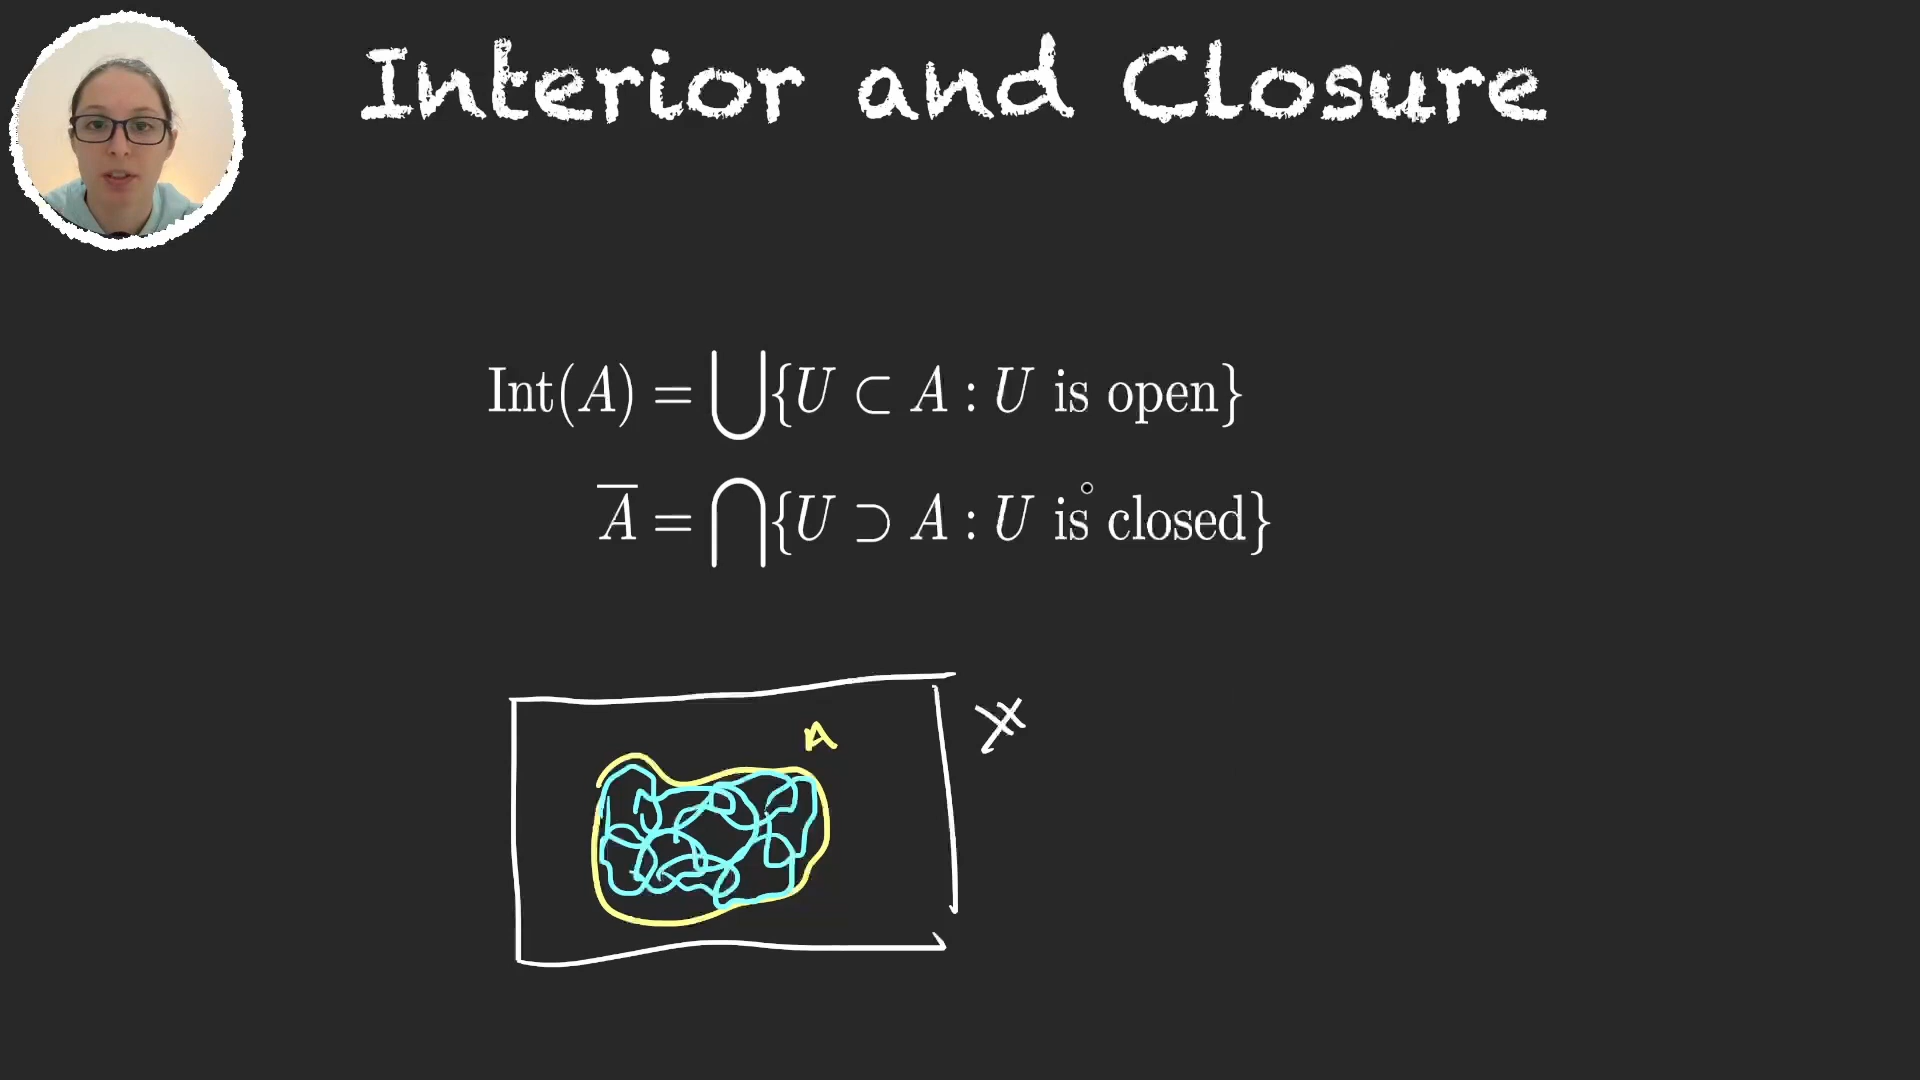 Interior and Closure
Int(A) = ⋃{U ⊂ A : U is open}
A̅ = ⋂{U ⊃ A : U is closed}
A
X